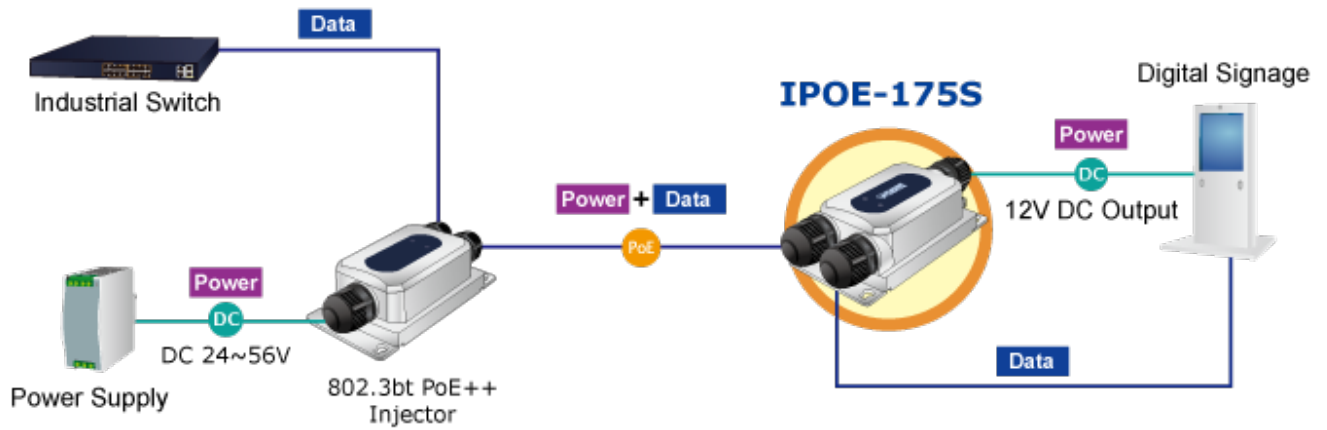 Data
Industrial Switch
Power
DC
DC 24~56V
Power Supply
802.3bt PoE++
Injector
Power + Data
PoE
IPOE-175S
Power
DC
12V DC Output
Digital Signage
Data